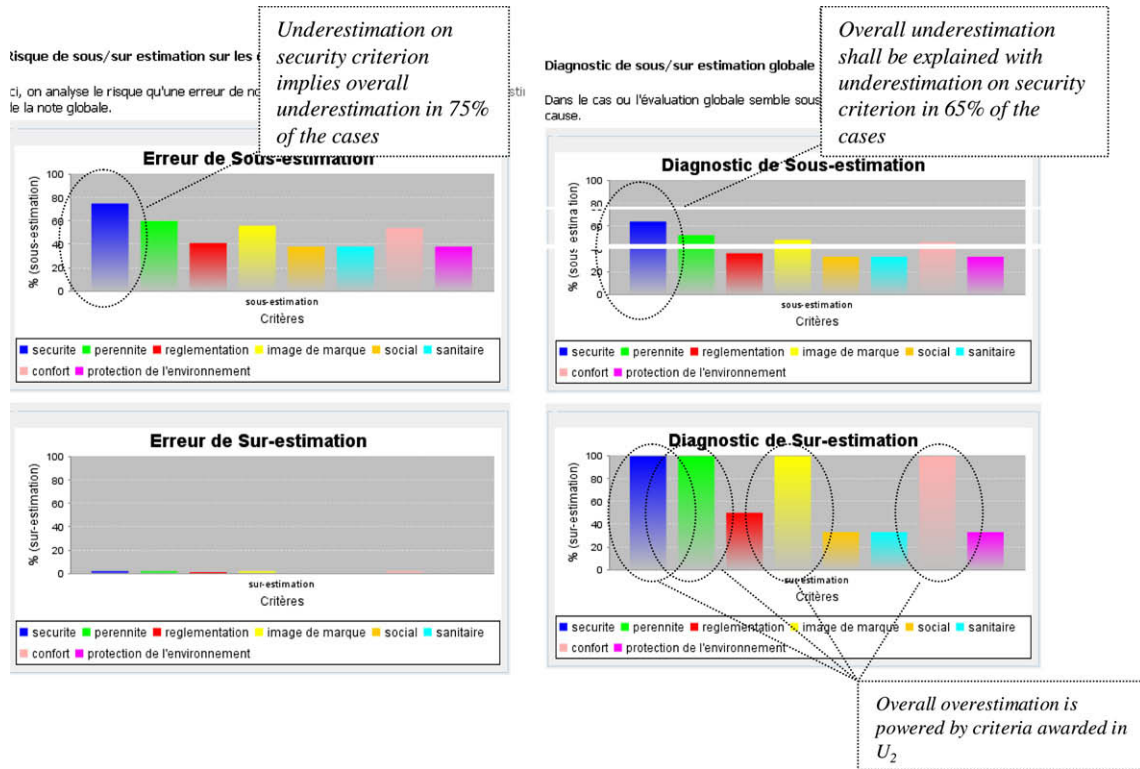 Underestimation on
security criterion
implies overall
underestimation in 75%
of the cases
Risque de sous/sur estimation sur les
ci, on analyse le risque qu'une erreur de
de la note globale.
Erreur de Sous-estimation
% (sous-estimation)
100
80
60
40
20
0
sous-estimation
Critères
securite perennite reglementation image de marque social sanitaire
confort protection de l'environnement
Erreur de Sur-estimation
% (sur-estimation)
100
80
60
40
20
0
sur-estimation
Critères
securite perennite reglementation image de marque social sanitaire
confort protection de l'environnement
Overall underestimation
shall be explained with
underestimation on security
criterion in 65% of the
cases
Diagnostic de sous/sur estimation globale
Dans le cas ou l'évaluation globale semble sous
cause.
Diagnostic de Sous-estimation
% (sous-estimation)
100
80
60
40
20
0
sous-estimation
Critères
securite perennite reglementation image de marque social sanitaire
confort protection de l'environnement
Diagnostic de Sur-estimation
% (sur-estimation)
100
80
60
40
20
0
sur-estimation
Critères
securite perennite reglementation image de marque social sanitaire
confort protection de l'environnement
Overall overestimation is
powered by criteria awarded in
U₂